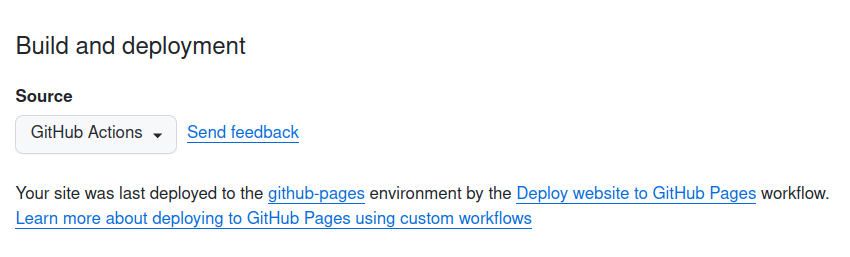 Build and deployment
Source
GitHub Actions Send feedback
Your site was last deployed to the github-pages environment by the Deploy website to GitHub Pages workflow.
Learn more about deploying to GitHub Pages using custom workflows